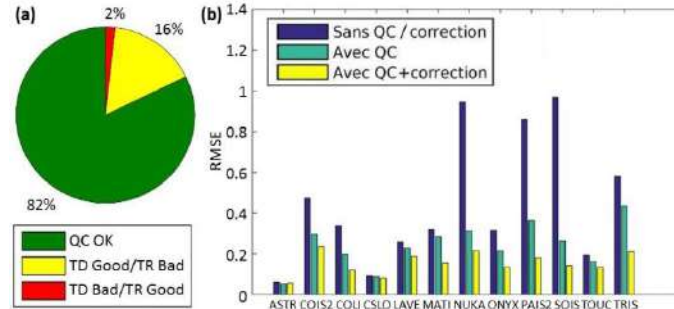 (a)
2%
16%
82%
QC OK
TD Good/TR Bad
TD Bad/TR Good
(b)
1.4
1.2
1
0.8
0.6
0.4
0.2
0
RMSE
Sans QC / correction
Avec QC
Avec QC+correction
ASTR COIS2 COLI CSLO LAVE MATI NUKA ONYX PAIS2 SOIS TOUC TRIS